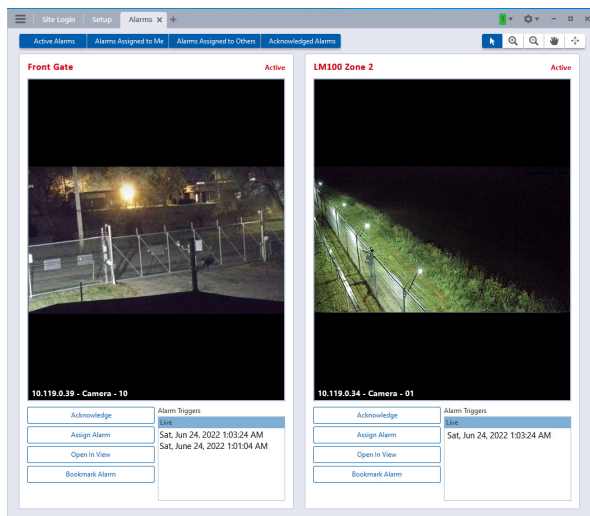 Site Login
Setup
Alarms
1
Active Alarms
Alarms Assigned to Me
Alarms Assigned to Others
Acknowledged Alarms
Front Gate
Active
10.119.0.39 - Camera - 10
Acknowledge
Assign Alarm
Open In View
Bookmark Alarm
Alarm Triggers
Live
Sat, Jun 24, 2022 1:03:24 AM
Sat, June 24, 2022 1:01:04 AM
LM100 Zone 2
Active
10.119.0.34 - Camera - 01
Acknowledge
Assign Alarm
Open In View
Bookmark Alarm
Alarm Triggers
Live
Sat, Jun 24, 2022 1:03:24 AM